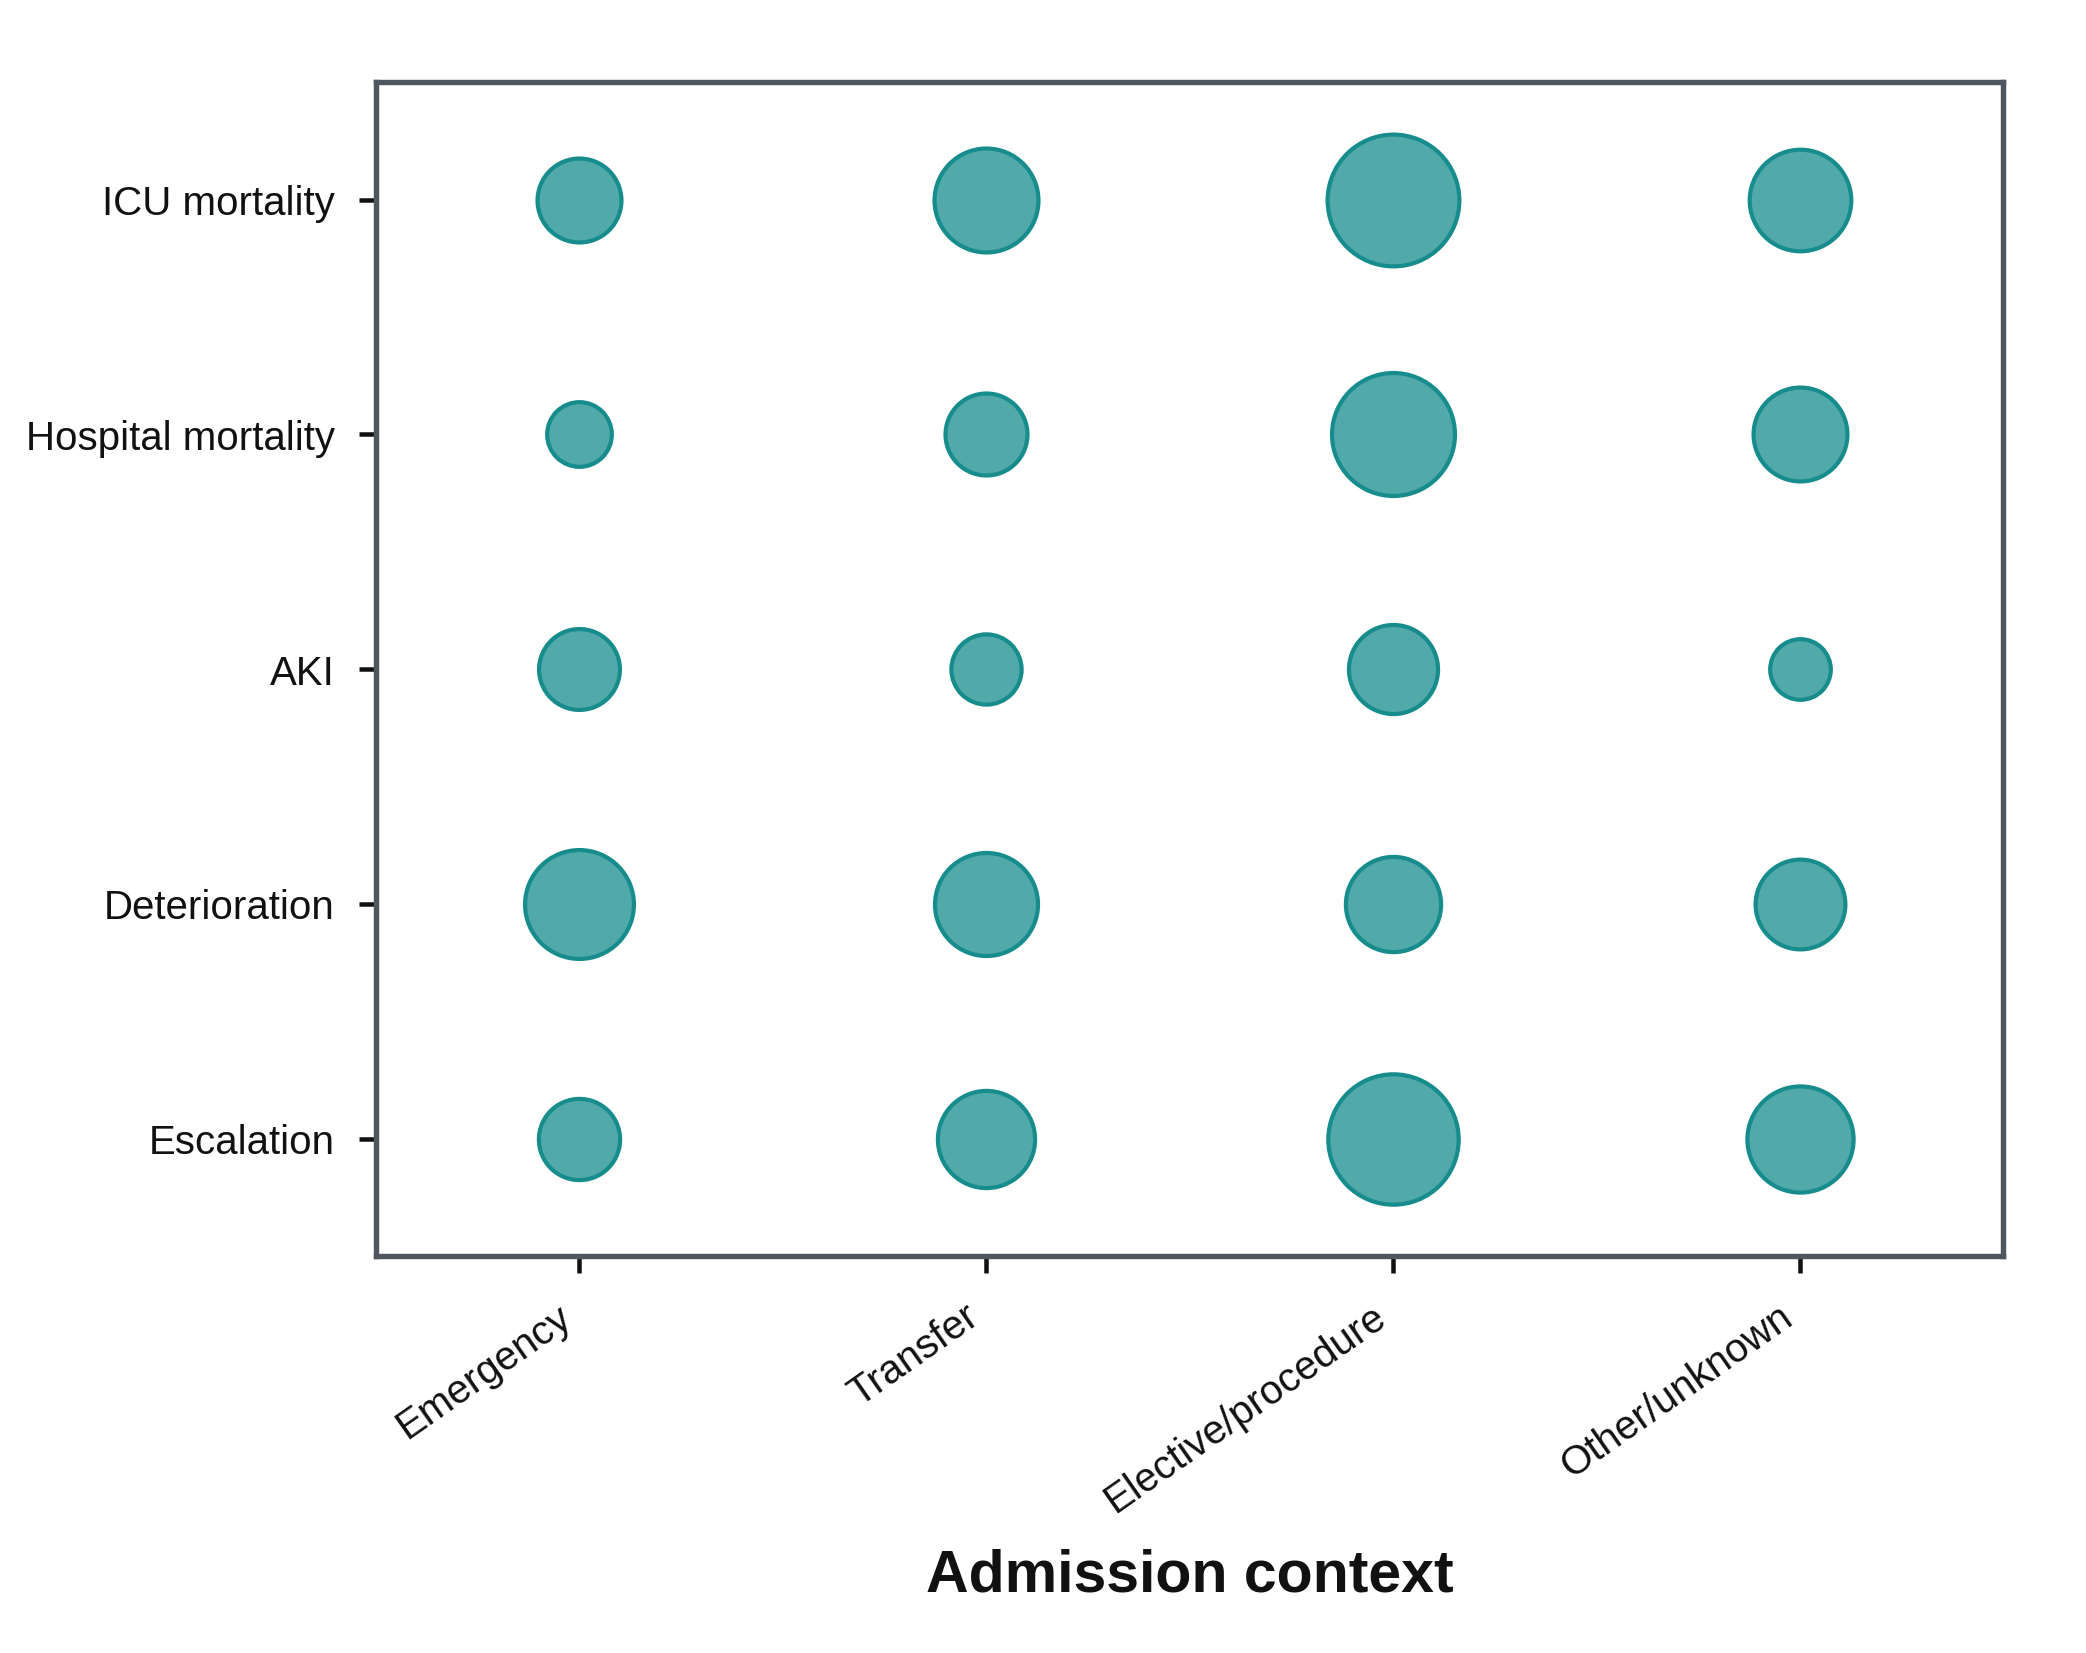 ICU mortality
Hospital mortality
AKI
Deterioration
Escalation
Emergency
Transfer
Elective/procedure
Other/unknown
Admission context